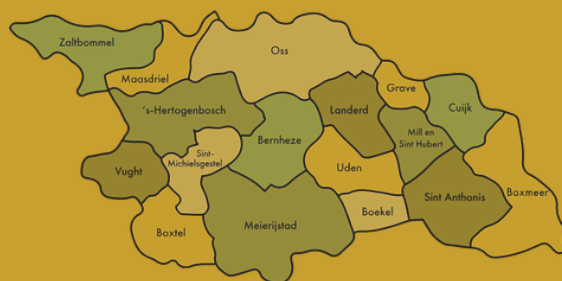 Zaltbommel
Oss
Maasdriel
Grave
's-Hertogenbosch
Landerd
Cuijk
Bernheze
Mill en
Sint Hubert
Sint-
Michielsgestel
Vught
Uden
Sint Anthonis
Boxmeer
Boekel
Meierijstad
Boxtel